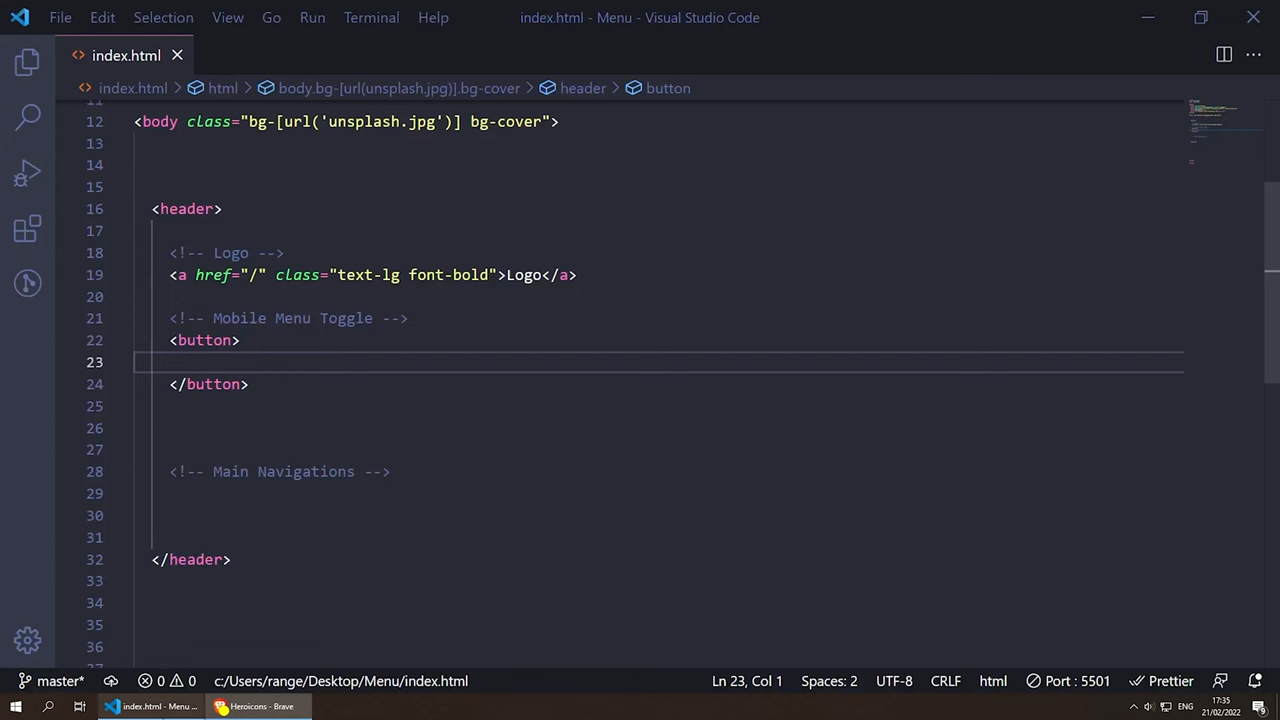 File Edit Selection View Go Run Terminal Help index.html - Menu - Visual Studio Code
<> index.html
<> index.html > html > body.bg-[url(unsplash.jpg)].bg-cover > header > button
11
12 <body class="bg-[url('unsplash.jpg')] bg-cover">
13
14
15
16 <header>
17
18 <!-- Logo -->
19 <a href="/" class="text-lg font-bold">Logo</a>
20
21 <!-- Mobile Menu Toggle -->
22 <button>
23
24 </button>
25
26
27
28 <!-- Main Navigations -->
29
30
31
32 </header>
33
34
35
36
37
master* 0 0 c:/Users/range/Desktop/Menu/index.html Ln 23, Col 1 Spaces: 2 UTF-8 CRLF html Port : 5501 Prettier
index.html - Menu ... Heroicons - Brave ENG 17:35
21/02/2022